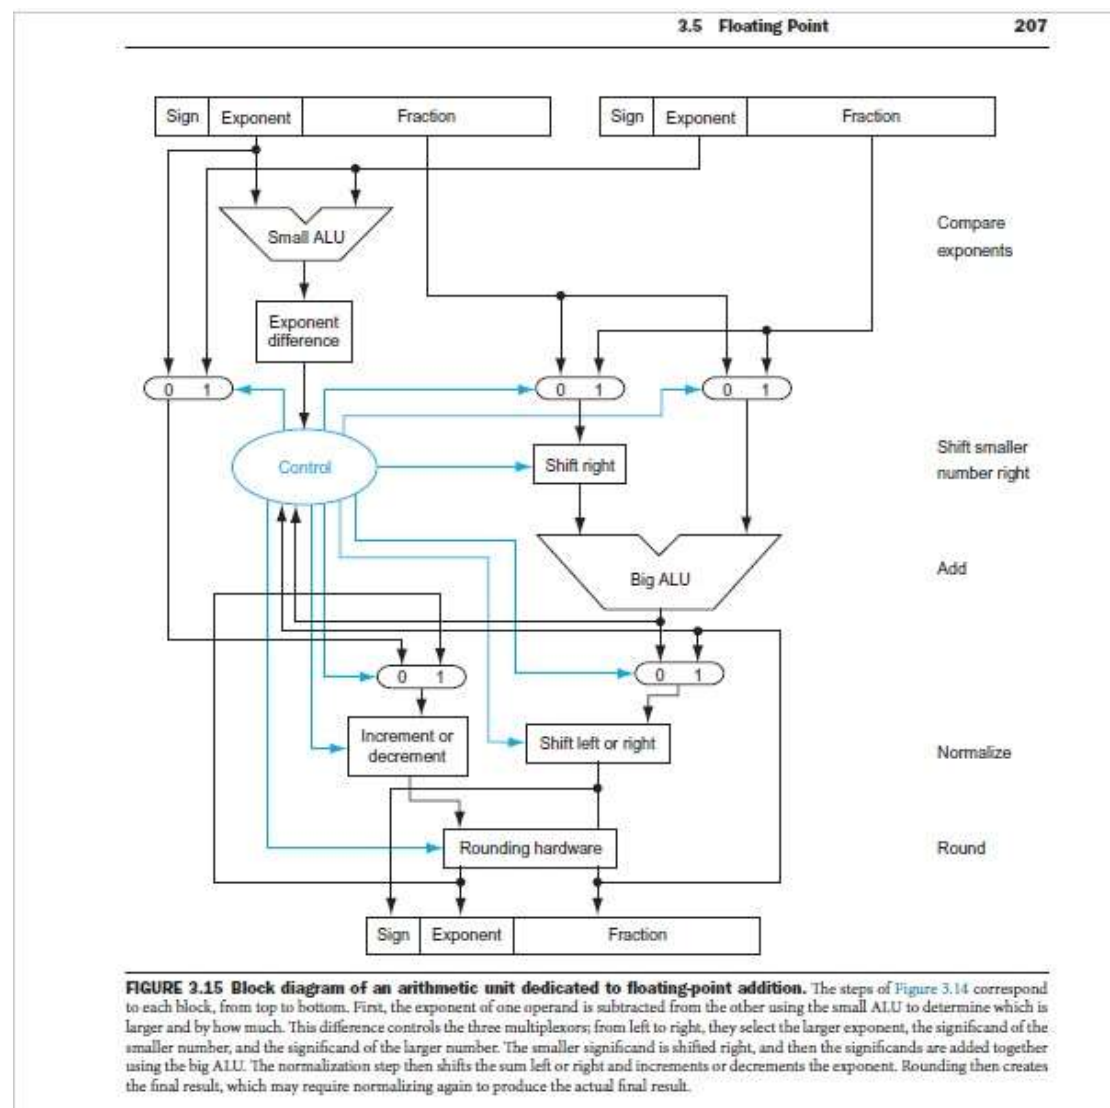 3.5 Floating Point 207
Sign Exponent Fraction Sign Exponent Fraction
Small ALU
Compare
exponents
Exponent
difference
0 1 0 1 0 1
Control
Shift right
Shift smaller
number right
Big ALU
Add
0 1 0 1
Increment or
decrement
Shift left or right
Normalize
Rounding hardware
Round
Sign Exponent Fraction
FIGURE 3.15 Block diagram of an arithmetic unit dedicated to floating-point addition. The steps of Figure 3.14 correspond
to each block, from top to bottom. First, the exponent of one operand is subtracted from the other using the small ALU to determine which is
larger and by how much. This difference controls the three multiplexors; from left to right, they select the larger exponent, the significand of the
smaller number, and the significand of the larger number. The smaller significand is shifted right, and then the significands are added together
using the big ALU. The normalization step then shifts the sum left or right and increments or decrements the exponent. Rounding then creates
the final result, which may require normalizing again to produce the actual final result.